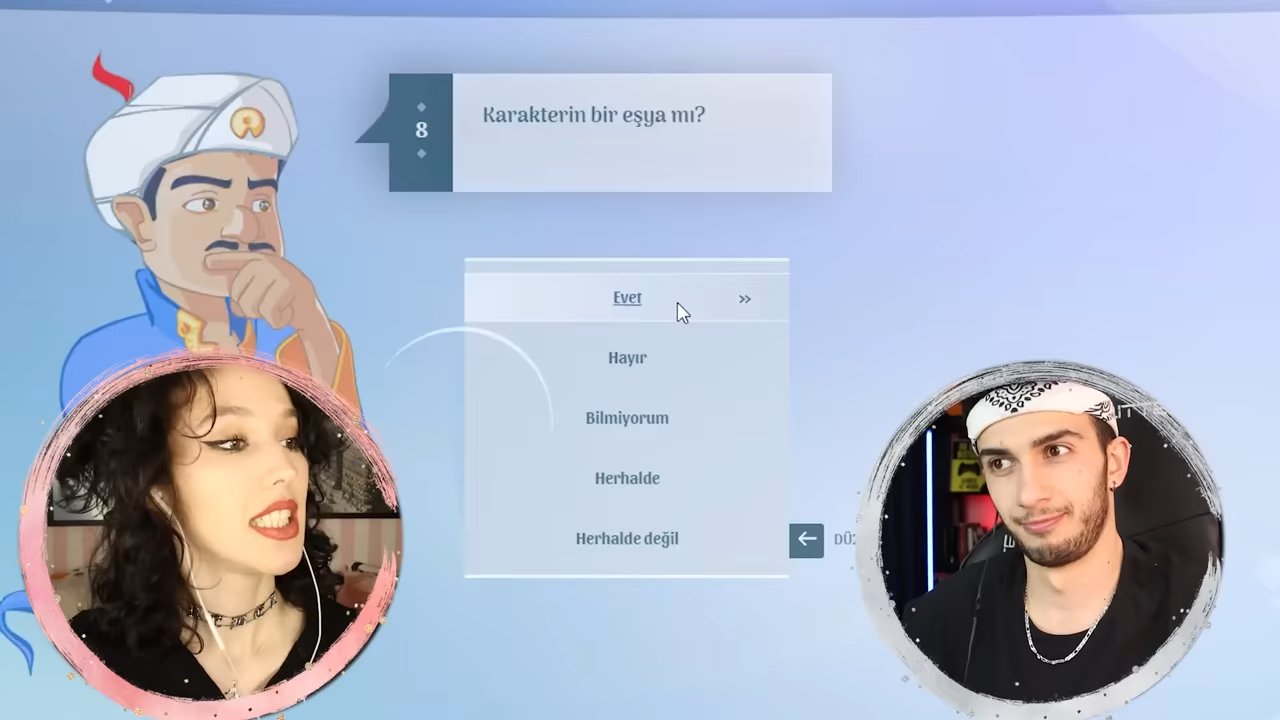 8
Karakterin bir eşya mı?
Evet
Hayır
Bilmiyorum
Herhalde
Herhalde değil